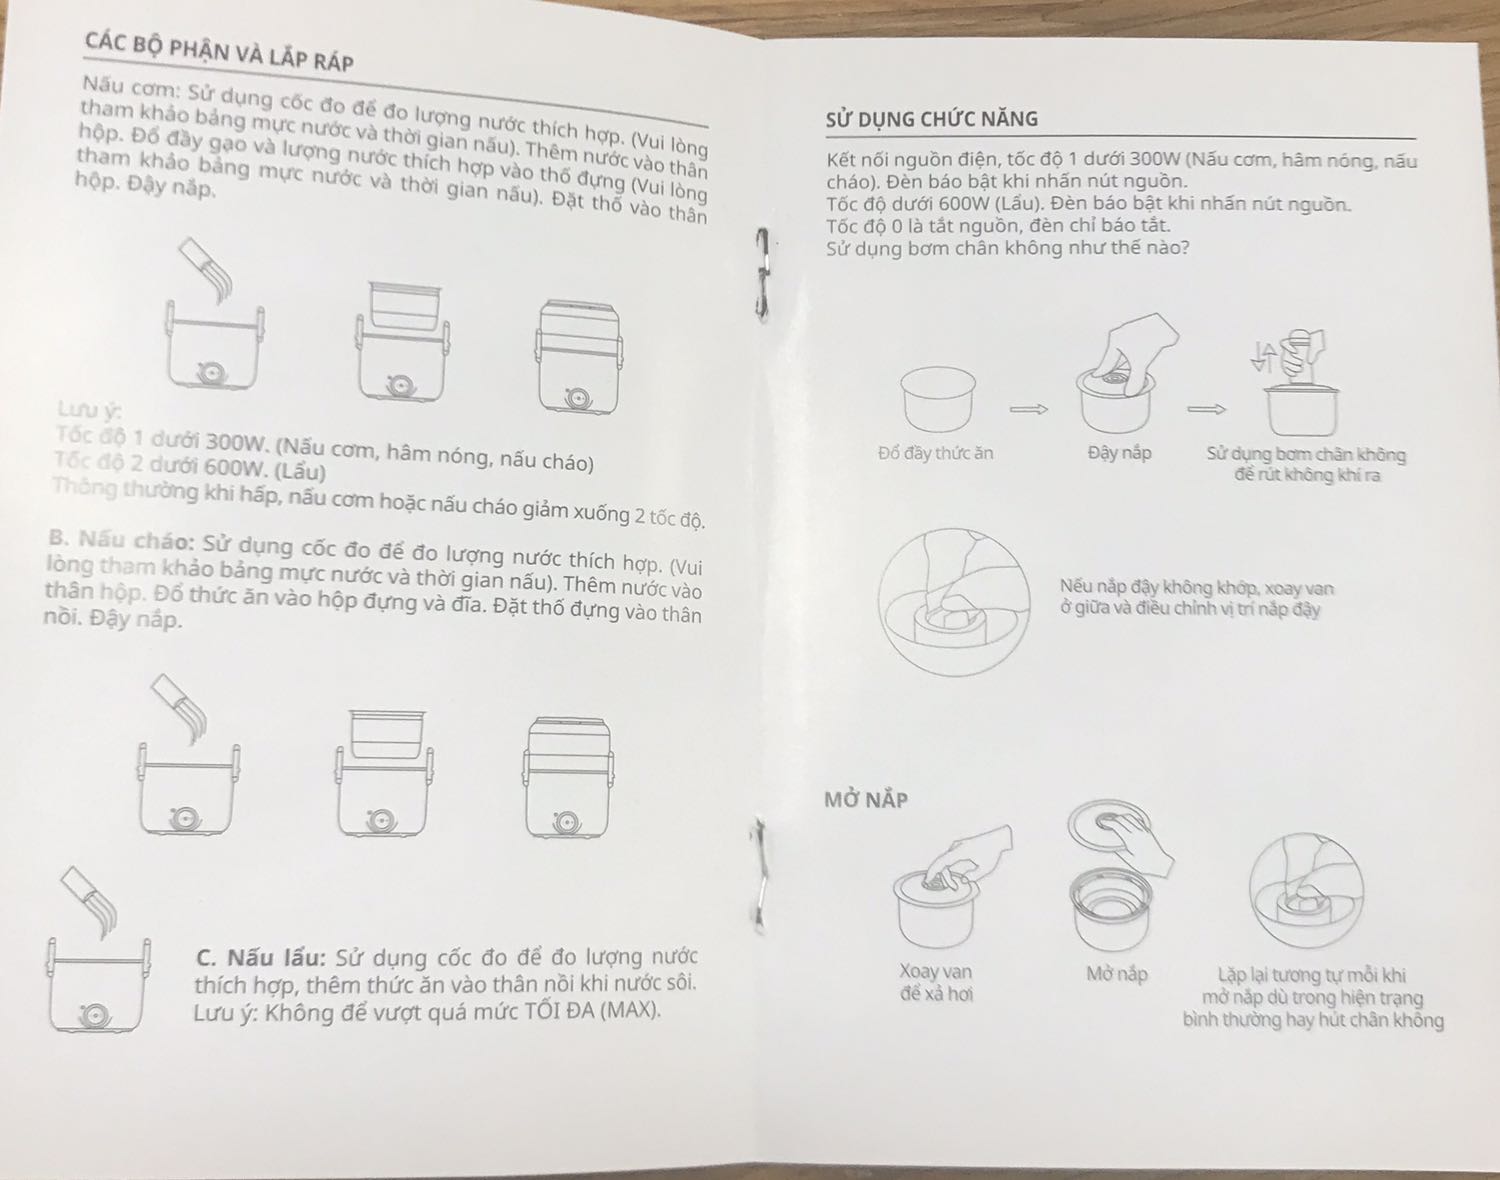 CÁC BỘ PHẬN VÀ LẮP RÁP
Nấu cơm: Sử dụng cốc đo để đo lượng nước thích hợp. (Vui lòng
tham khảo bảng mực nước và thời gian nấu). Thêm nước vào thân
hộp. Đổ đầy gạo và lượng nước thích hợp vào thố đựng (Vui lòng
tham khảo bảng mực nước và thời gian nấu). Đặt thố vào thân
hộp. Đậy nắp.
Lưu ý:
Tốc độ 1 dưới 300W. (Nấu cơm, hâm nóng, nấu cháo)
Tốc độ 2 dưới 600W. (Lẩu)
Thông thường khi hấp, nấu cơm hoặc nấu cháo giảm xuống 2 tốc độ.
B. Nấu cháo: Sử dụng cốc đo để đo lượng nước thích hợp. (Vui
lòng tham khảo bảng mực nước và thời gian nấu). Thêm nước vào
thân hộp. Đổ thức ăn vào hộp đựng và đĩa. Đặt thố đựng vào thân
nồi. Đậy nắp.
C. Nấu lẩu: Sử dụng cốc đo để đo lượng nước
thích hợp, thêm thức ăn vào thân nồi khi nước sôi.
Lưu ý: Không để vượt quá mức TỐI ĐA (MAX).
SỬ DỤNG CHỨC NĂNG
Kết nối nguồn điện, tốc độ 1 dưới 300W (Nấu cơm, hâm nóng, nấu
cháo). Đèn báo bật khi nhấn nút nguồn.
Tốc độ dưới 600W (Lẩu). Đèn báo bật khi nhấn nút nguồn.
Tốc độ 0 là tắt nguồn, đèn chỉ báo tắt.
Sử dụng bơm chân không như thế nào?
Đổ đầy thức ăn
Đậy nắp
Sử dụng bơm chân không
để rút không khí ra
Nếu nắp đậy không khớp, xoay van
ở giữa và điều chỉnh vị trí nắp đậy
MỞ NẮP
Xoay van
để xả hơi
Mở nắp
Lặp lại tương tự mỗi khi
mở nắp dù trong hiện trạng
bình thường hay hút chân không